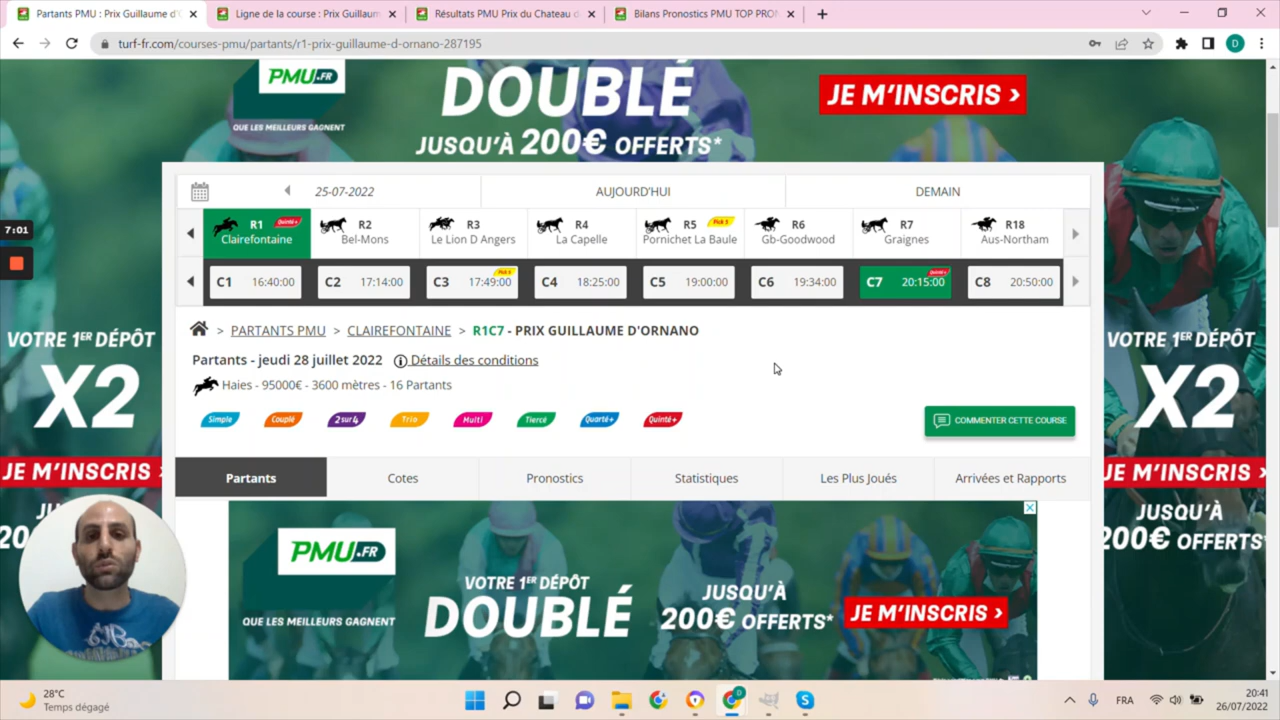 Partants PMU : Prix Guillaume d'O
Ligne de la course : Prix Guillaum
Résultats PMU Prix du Chateau d
Bilans Pronostics PMU TOP PRON
turf-fr.com/courses-pmu/partants/r1-prix-guillaume-d-ornano-287195
D
PMU.FR
QUE LES MEILLEURS GAGNENT
DOUBLÉ
JUSQU'À 200€ OFFERTS*
JE M'INSCRIS >
25-07-2022
AUJOURD'HUI
DEMAIN
R1 Quinté+
Clairefontaine
R2
Bel-Mons
R3
Le Lion D Angers
R4
La Capelle
R5 Pick 5
Pornichet La Baule
R6
Gb-Goodwood
R7
Graignes
R18
Aus-Northam
C1 16:40:00
C2 17:14:00
C3 17:49:00 Pick 5
C4 18:25:00
C5 19:00:00
C6 19:34:00
C7 20:15:00 Quinté+
C8 20:50:00
7:01
> PARTANTS PMU > CLAIREFONTAINE > R1C7 - PRIX GUILLAUME D'ORNANO
Partants - jeudi 28 juillet 2022 Détails des conditions
Haies - 95000€ - 3600 mètres - 16 Partants
Simple Couplé 2sur4 Trio Multi Tiercé Quarté+ Quinté+
COMMENTER CETTE COURSE
Partants
Cotes
Pronostics
Statistiques
Les Plus Joués
Arrivées et Rapports
VOTRE 1ER DÉPÔT
X2
JE M'INSCRIS >
JU
20
VOTRE 1ER DÉPÔT
X2
JE M'INSCRIS >
JUSQU'À
200€ OFFERTS*
PMU.FR
QUE LES MEILLEURS GAGNENT
VOTRE 1ER DÉPÔT
DOUBLÉ
JUSQU'À
200€ OFFERTS*
JE M'INSCRIS >
28°C
Temps dégagé
D
FRA
20:41
26/07/2022